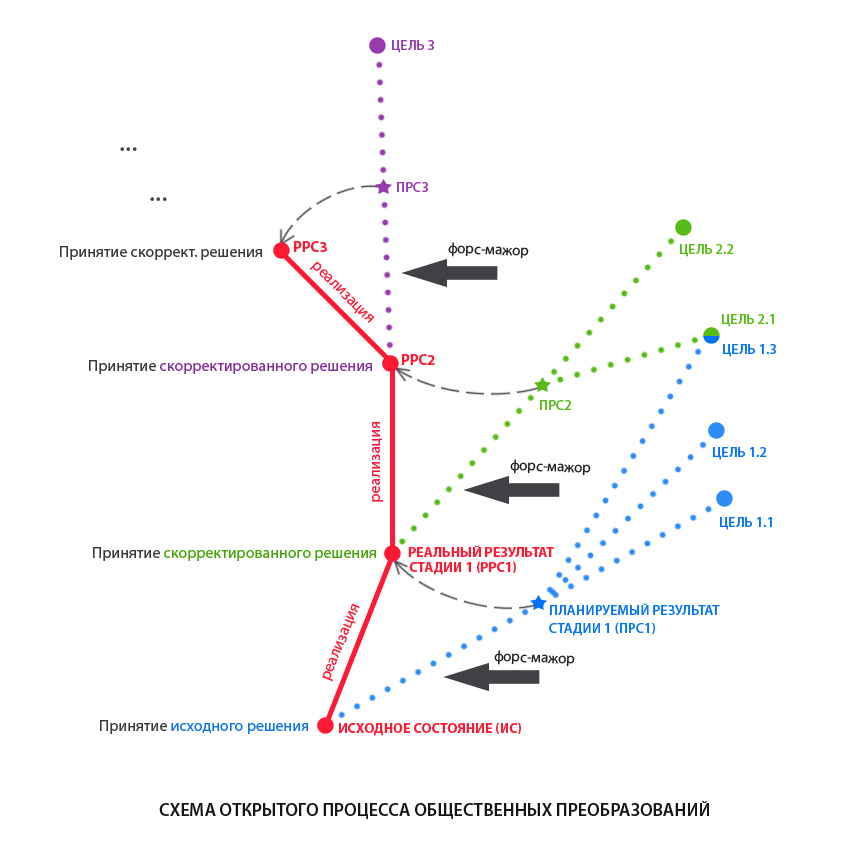 ЦЕЛЬ 3
...
ПРС3
...
РРС3
Принятие скоррект. решения
форс-мажор
ЦЕЛЬ 2.2
реализация
ЦЕЛЬ 2.1
ЦЕЛЬ 1.3
РРС2
Принятие скорректированного решения
ПРС2
ЦЕЛЬ 1.2
реализация
форс-мажор
ЦЕЛЬ 1.1
Принятие скорректированного решения
РЕАЛЬНЫЙ РЕЗУЛЬТАТ
СТАДИИ 1 (РРС1)
ПЛАНИРУЕМЫЙ РЕЗУЛЬТАТ
СТАДИИ 1 (ПРС1)
реализация
форс-мажор
Принятие исходного решения
ИСХОДНОЕ СОСТОЯНИЕ (ИС)
СХЕМА ОТКРЫТОГО ПРОЦЕССА ОБЩЕСТВЕННЫХ ПРЕОБРАЗОВАНИЙ